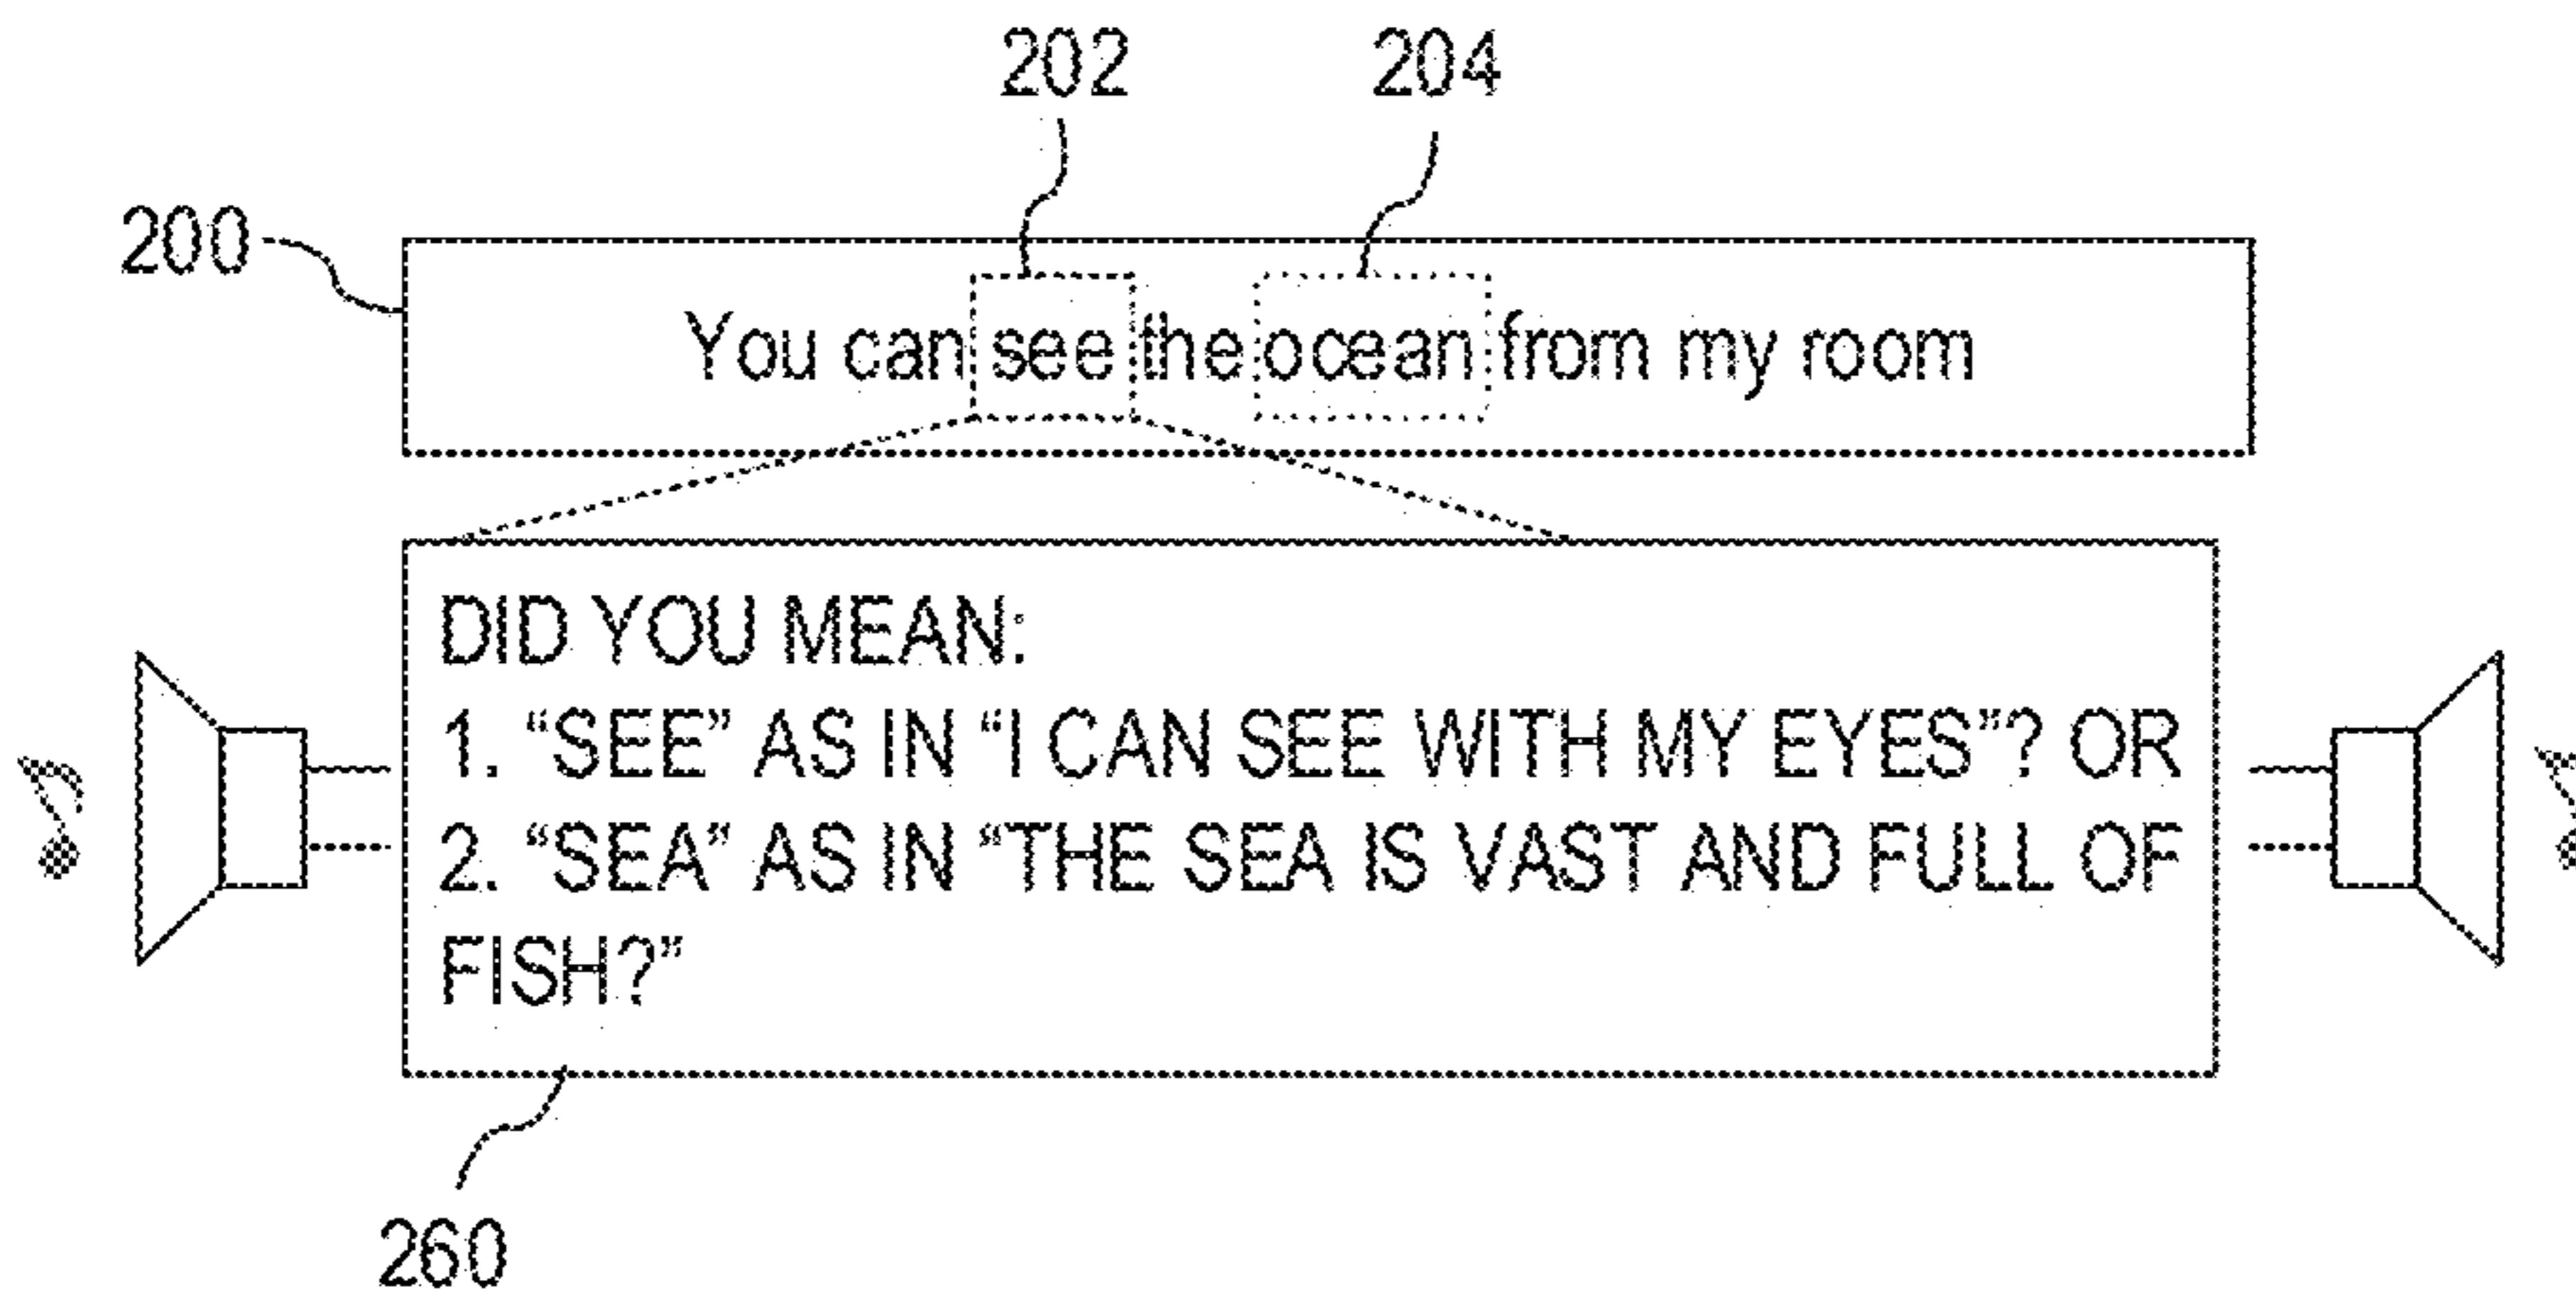 202 204
200
You can see the ocean from my room
DID YOU MEAN:
1. “SEE” AS IN “I CAN SEE WITH MY EYES”? OR
2. “SEA” AS IN “THE SEA IS VAST AND FULL OF
FISH?”
260